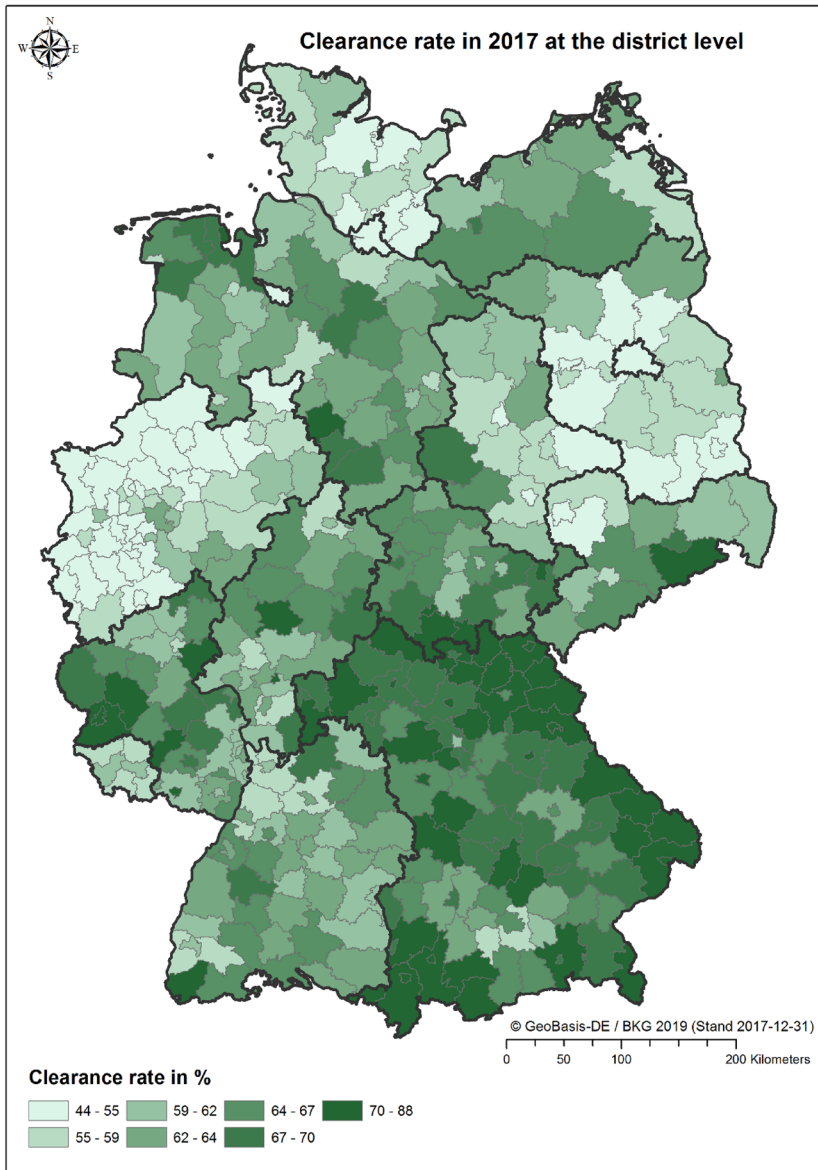 N
W E
S
Clearance rate in 2017 at the district level
© GeoBasis-DE / BKG 2019 (Stand 2017-12-31)
0 50 100 200 Kilometers
Clearance rate in %
44 - 55 59 - 62 64 - 67 70 - 88
55 - 59 62 - 64 67 - 70